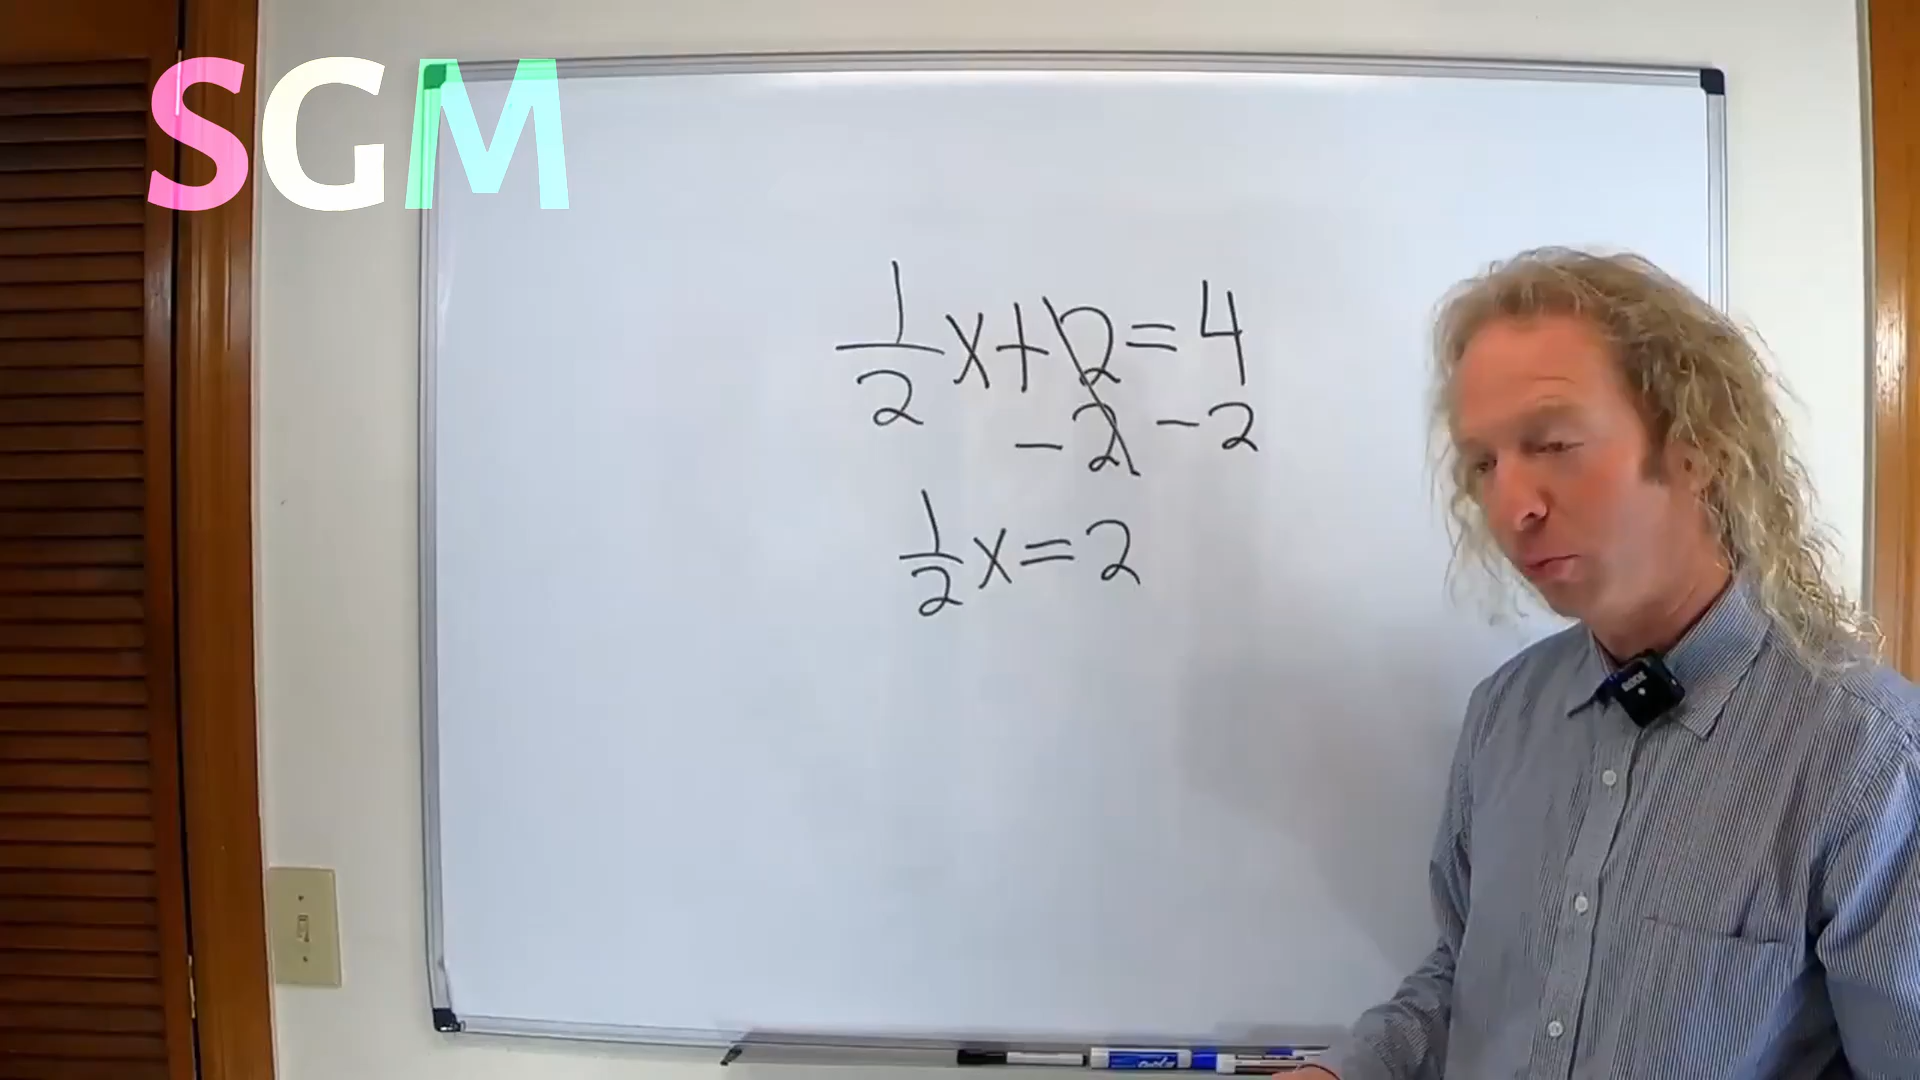 SGM
1/2 x + 2 = 4
- 2 - 2
1/2 x = 2